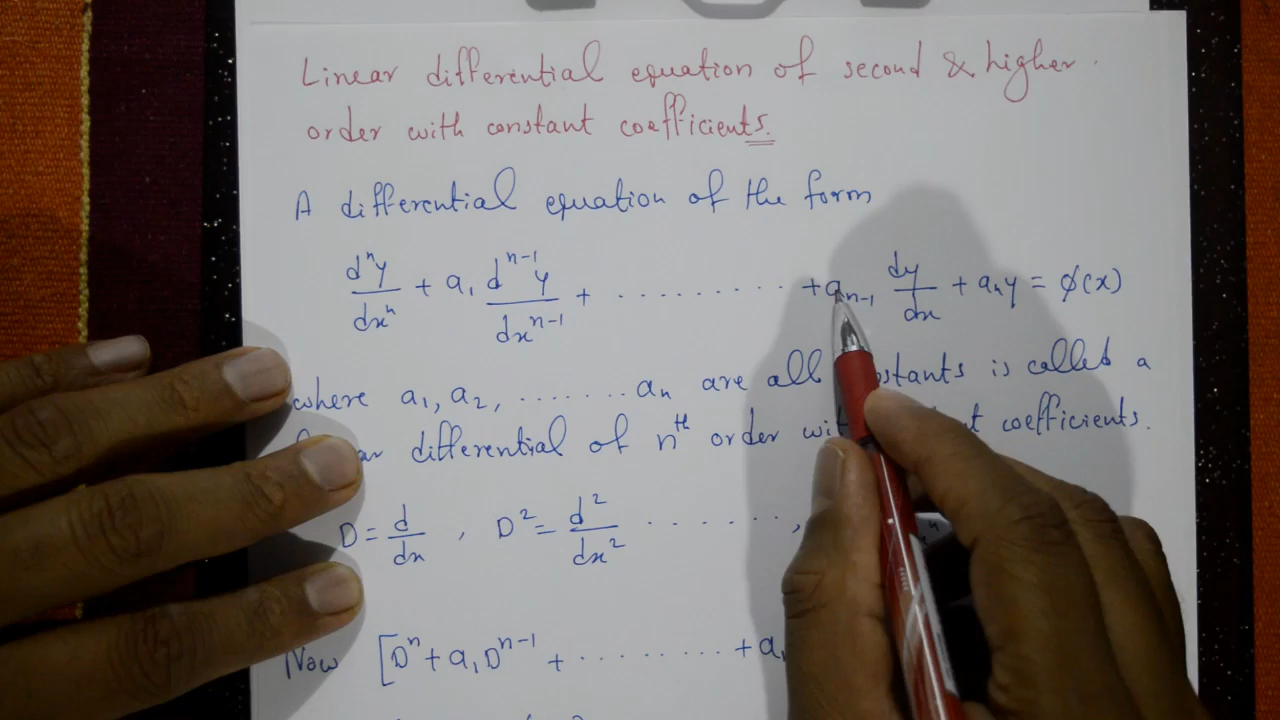 Linear differential equation of second & higher
order with constant coefficients.
A differential equation of the form
dⁿy/dxⁿ + a₁ dⁿ⁻¹y/dxⁿ⁻¹ + .......... + aₙ₋₁ dy/dx + aₙy = φ(x)
where a₁, a₂, ....... aₙ are all is called a
differential of nᵗʰ order coefficients.
D = d/dx , D² = d²/dx² ...... ,
Now [Dⁿ + a₁Dⁿ⁻¹ + ........ + a